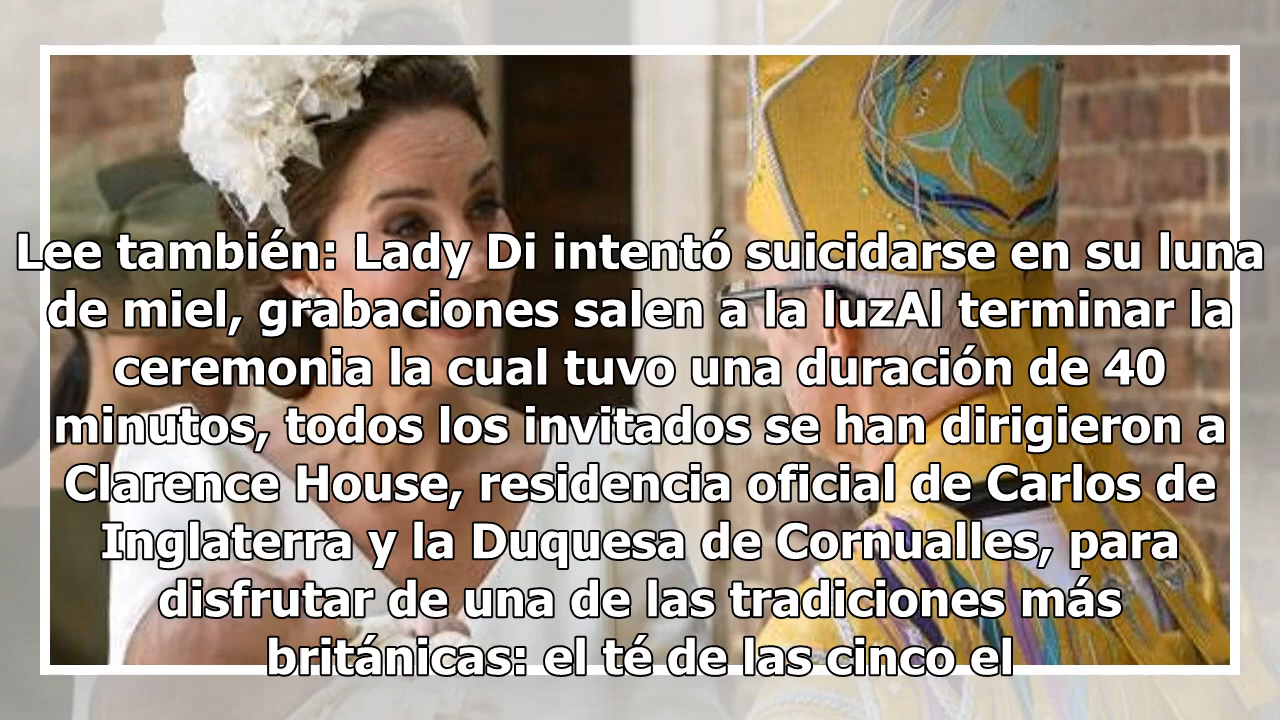 Lee también: Lady Di intentó suicidarse en su luna
de miel, grabaciones salen a la luzAl terminar la
ceremonia la cual tuvo una duración de 40
minutos, todos los invitados se han dirigieron a
Clarence House, residencia oficial de Carlos de
Inglaterra y la Duquesa de Cornualles, para
disfrutar de una de las tradiciones más
británicas: el té de las cinco el